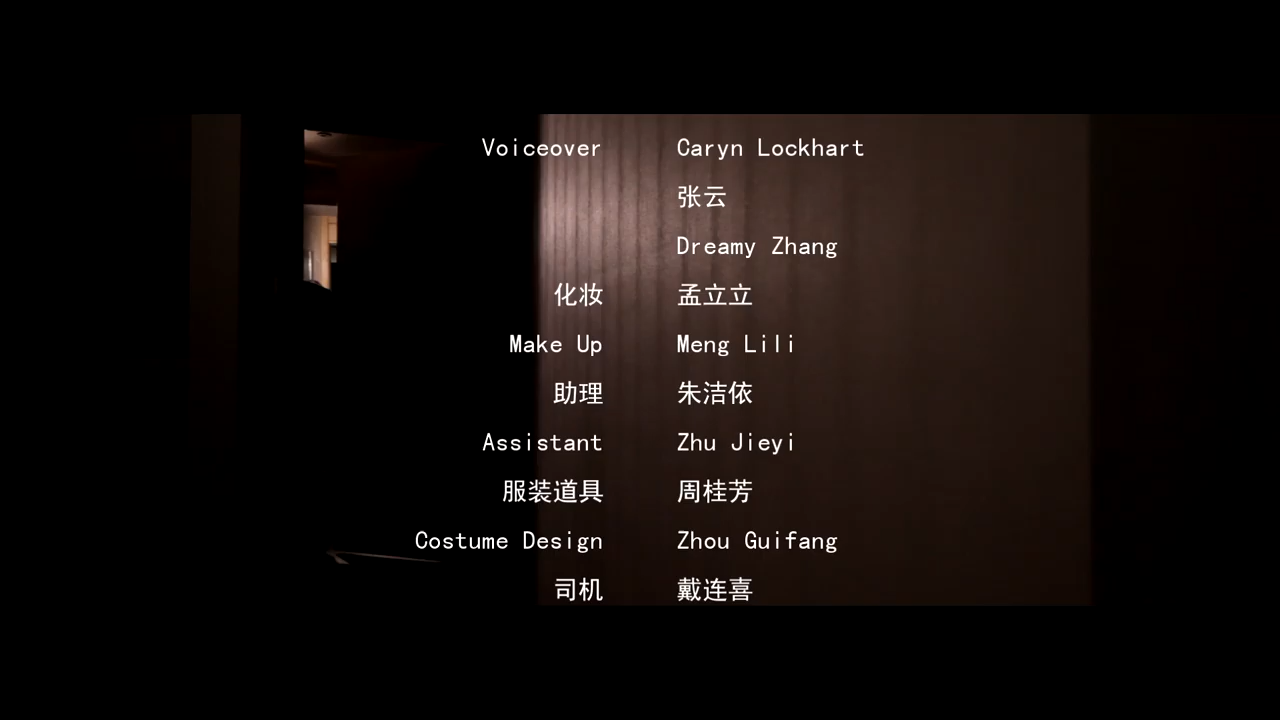 Voiceover Caryn Lockhart
张云
Dreamy Zhang
化妆 孟立立
Make Up Meng Lili
助理 朱洁依
Assistant Zhu Jieyi
服装道具 周桂芳
Costume Design Zhou Guifang
司机 戴连喜